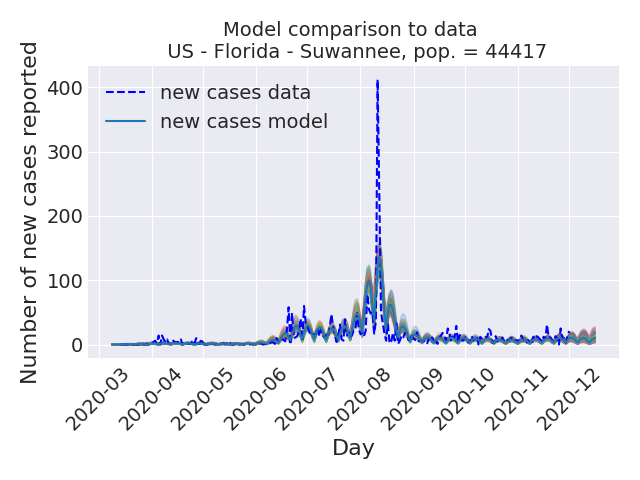 Model comparison to data
US - Florida - Suwannee, pop. = 44417
Number of new cases reported
400
300
200
100
0
new cases data
new cases model
2020-03
2020-04
2020-05
2020-06
2020-07
2020-08
2020-09
2020-10
2020-11
2020-12
Day